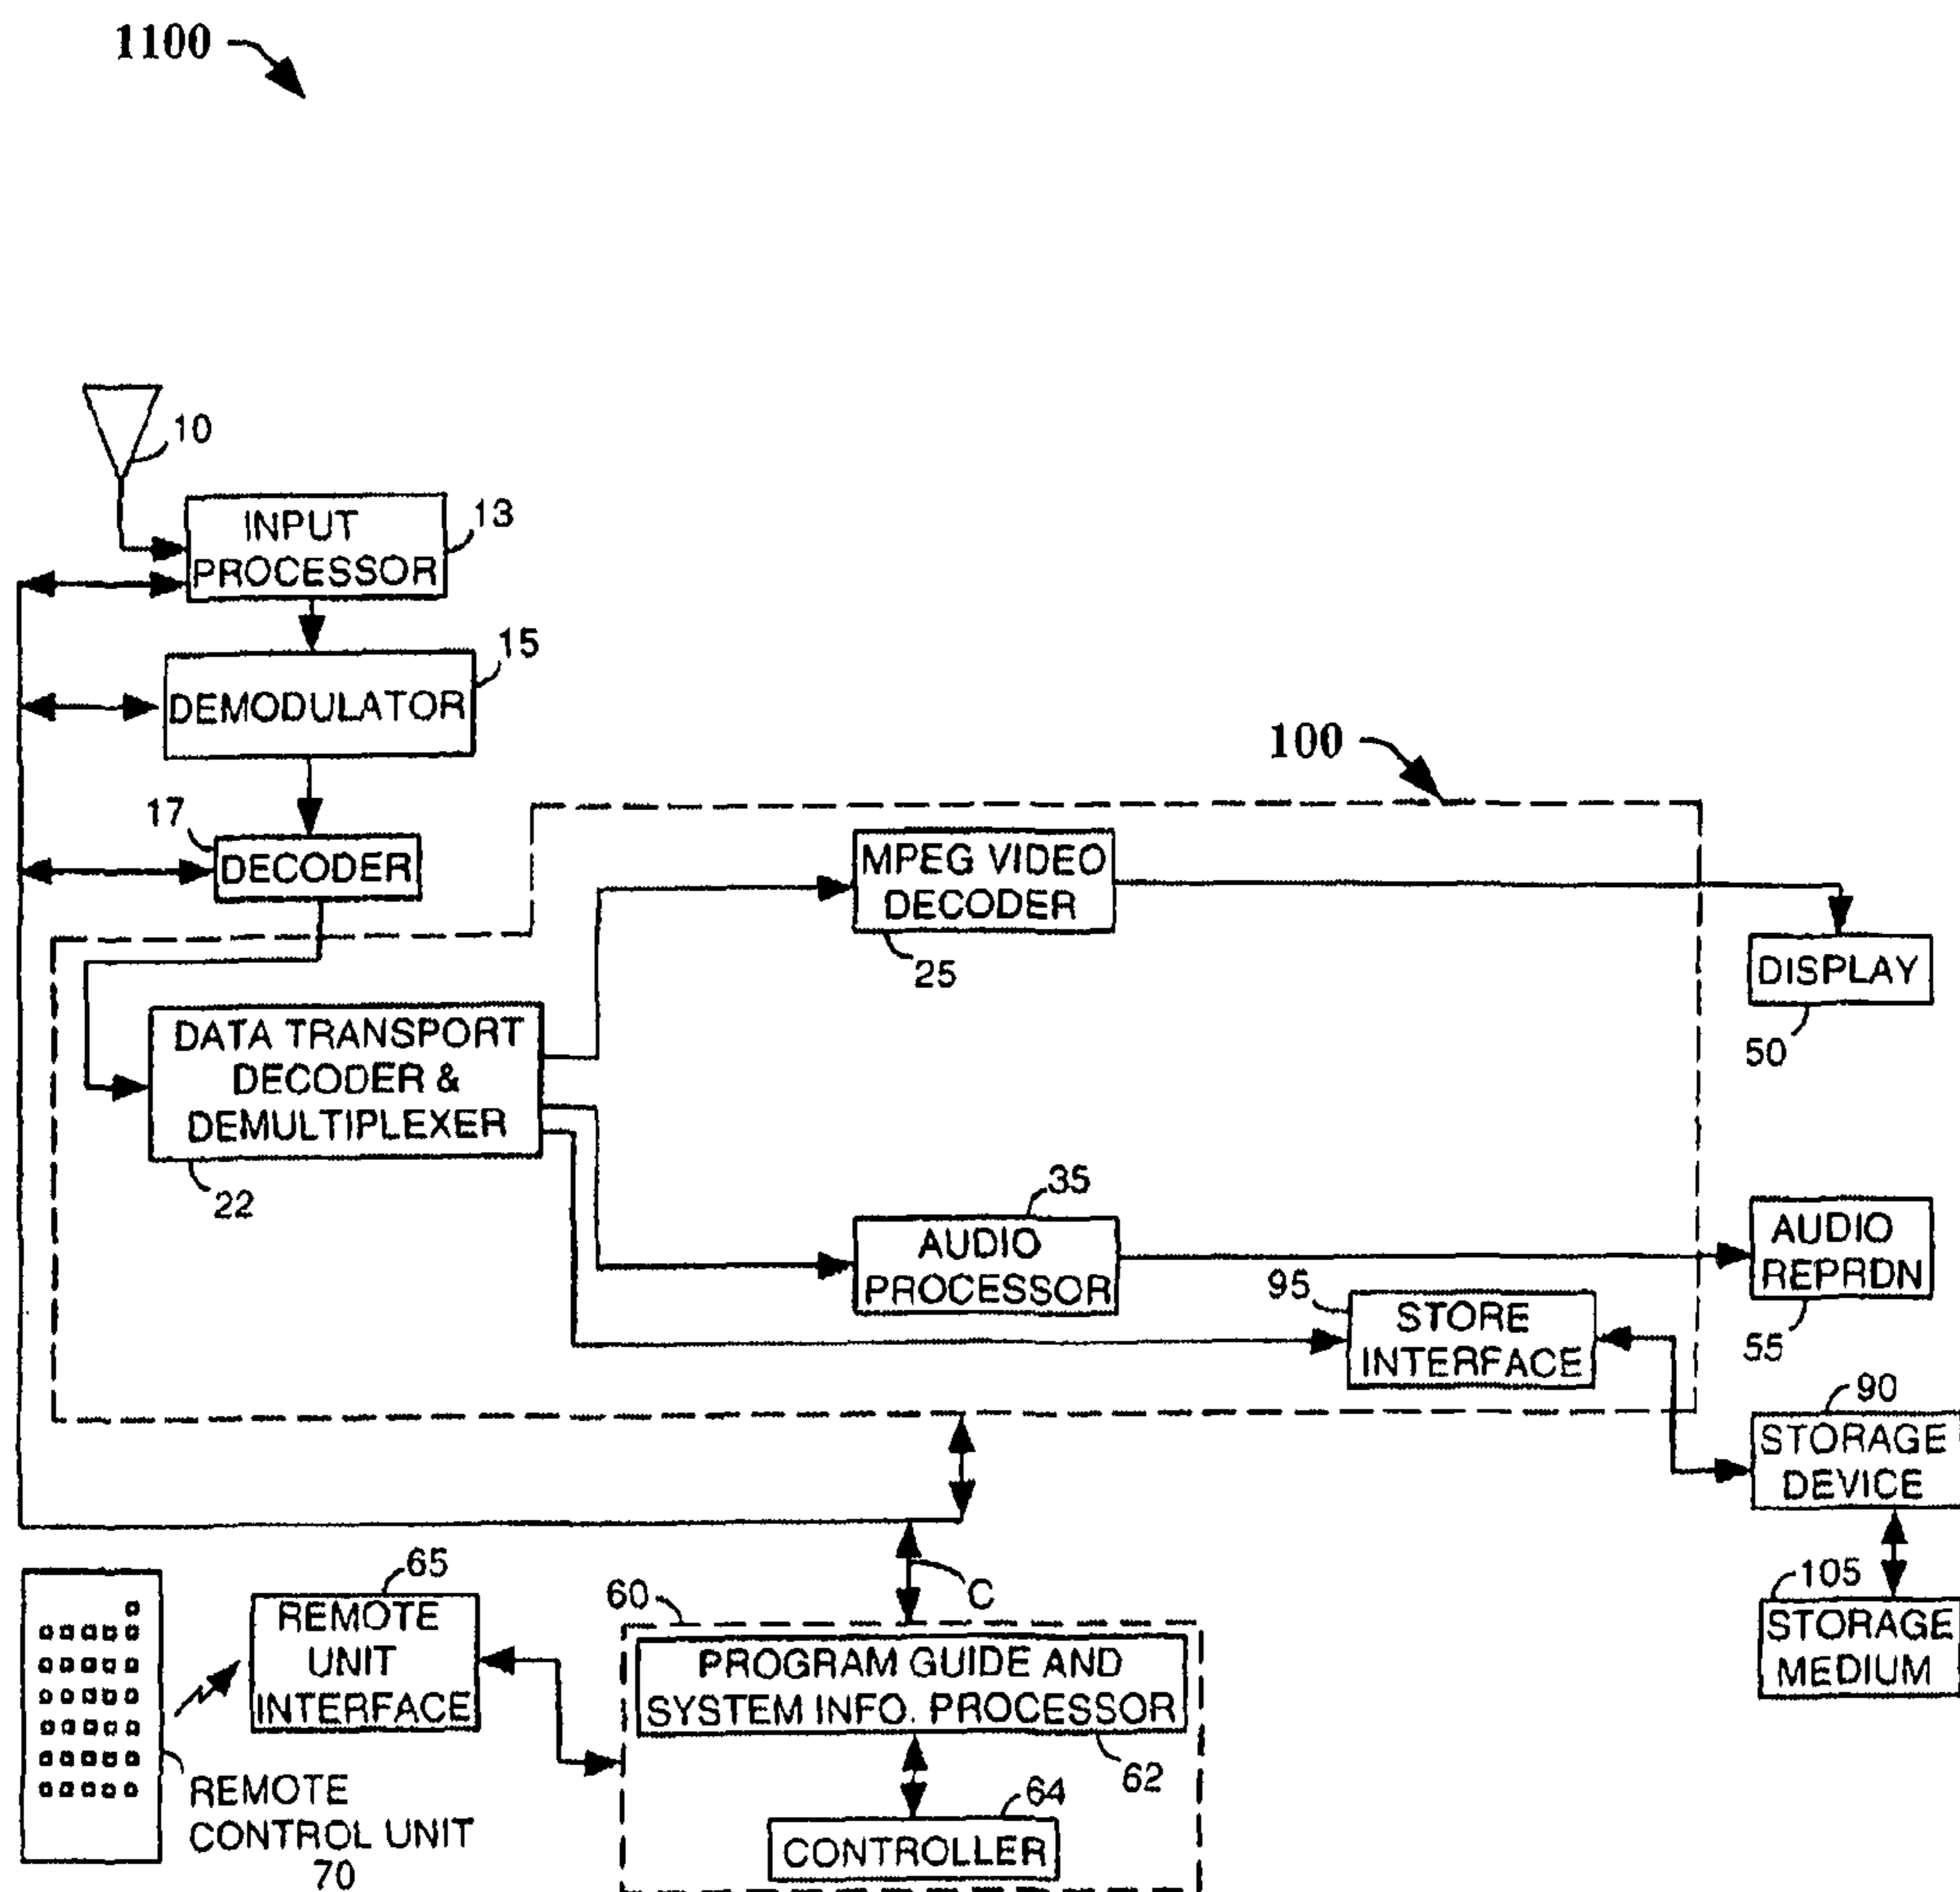 1100
10
INPUT
PROCESSOR
13
DEMODULATOR
15
17
DECODER
100
MPEG VIDEO
DECODER
25
DISPLAY
50
DATA TRANSPORT
DECODER &
DEMULTIPLEXER
22
35
AUDIO
PROCESSOR
AUDIO
REPRDN
55
95
STORE
INTERFACE
90
STORAGE
DEVICE
105
STORAGE
MEDIUM
65
REMOTE
UNIT
INTERFACE
C
60
PROGRAM GUIDE AND
SYSTEM INFO. PROCESSOR
62
64
CONTROLLER
REMOTE
CONTROL UNIT
70